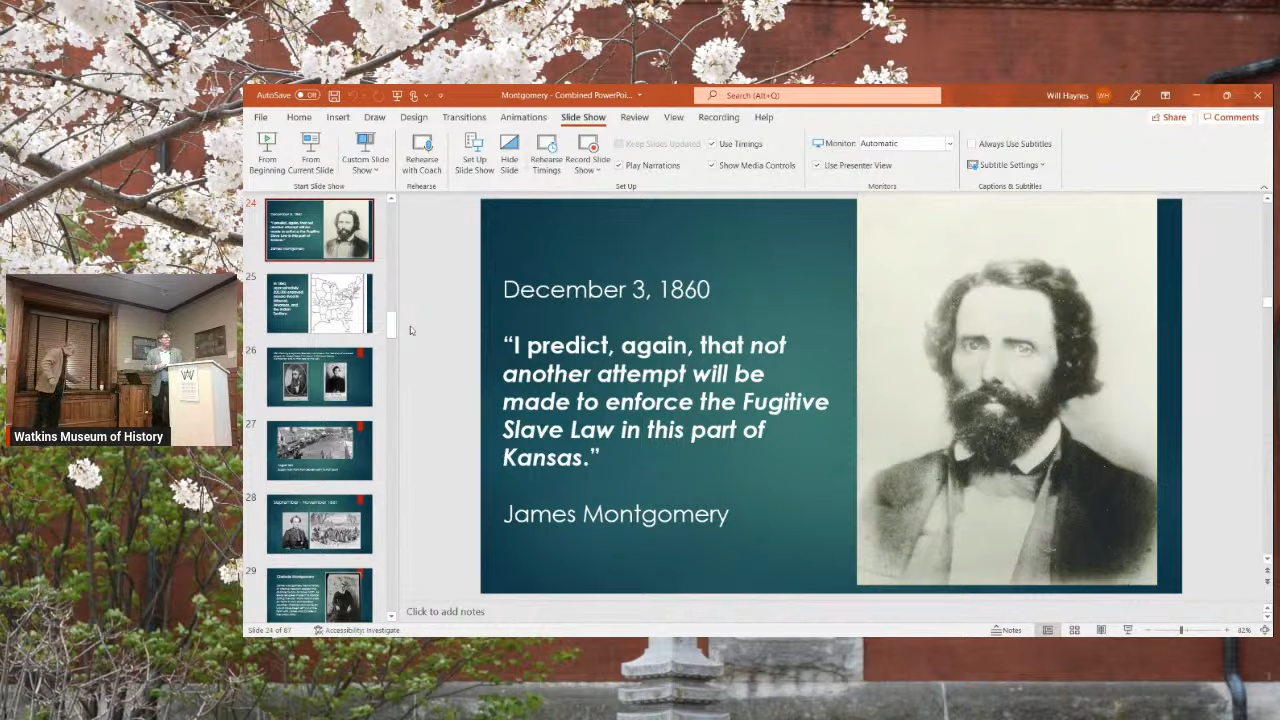 AutoSave Off
Montgomery - Combined PowerPoi...
Search (Alt+Q)
Will Haynes WH
File Home Insert Draw Design Transitions Animations Slide Show Review View Recording Help
Share Comments
From Beginning
From Current Slide
Custom Slide Show
Start Slide Show
Rehearse with Coach
Rehearse
Set Up Slide Show
Hide Slide
Rehearse Timings
Record Slide Show
Keep Slides Updated
Play Narrations
Use Timings
Show Media Controls
Set Up
Monitor: Automatic
Use Presenter View
Monitors
Always Use Subtitles
Subtitle Settings
Captions & Subtitles
24
25
26
27
28
September - November 1861
29
December 3, 1860
“I predict, again, that not
another attempt will be
made to enforce the Fugitive
Slave Law in this part of
Kansas.”
James Montgomery
Watkins Museum of History
Click to add notes
Slide 24 of 87
Accessibility: Investigate
Notes
82%